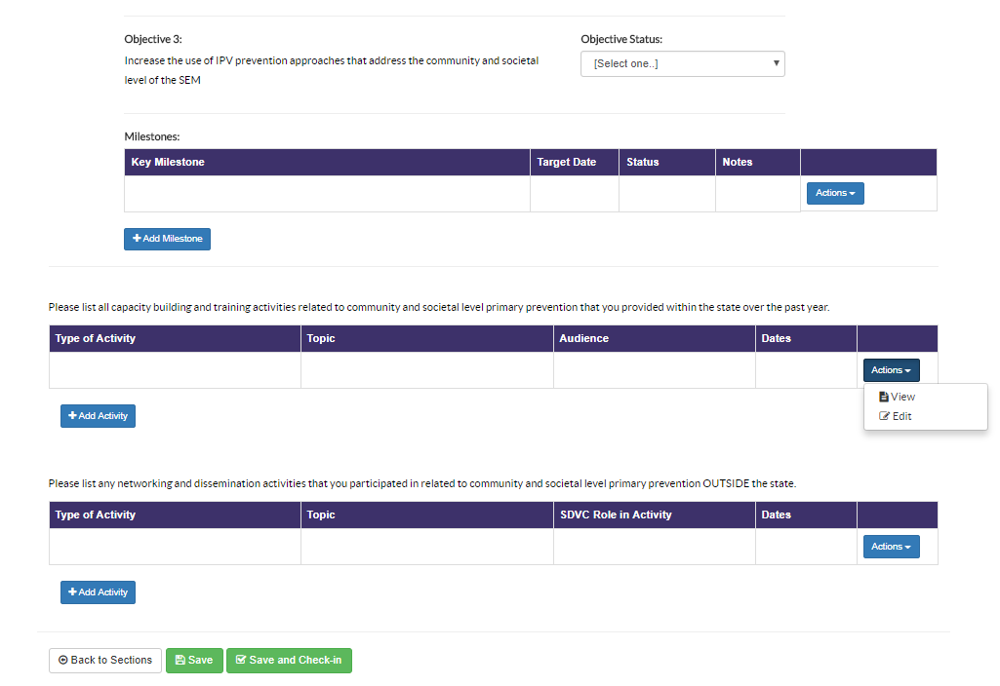 Objective 3:
Objective Status:
Increase the use of IPV prevention approaches that address the community and societal
level of the SEM
[Select one..]
Milestones:
Key Milestone Target Date Status Notes
Actions
Add Milestone
Please list all capacity building and training activities related to community and societal level primary prevention that you provided within the state over the past year.
Type of Activity Topic Audience Dates
Actions
View
Edit
Add Activity
Please list any networking and dissemination activities that you participated in related to community and societal level primary prevention OUTSIDE the state.
Type of Activity Topic SDVC Role in Activity Dates
Actions
Add Activity
Back to Sections Save Save and Check-in